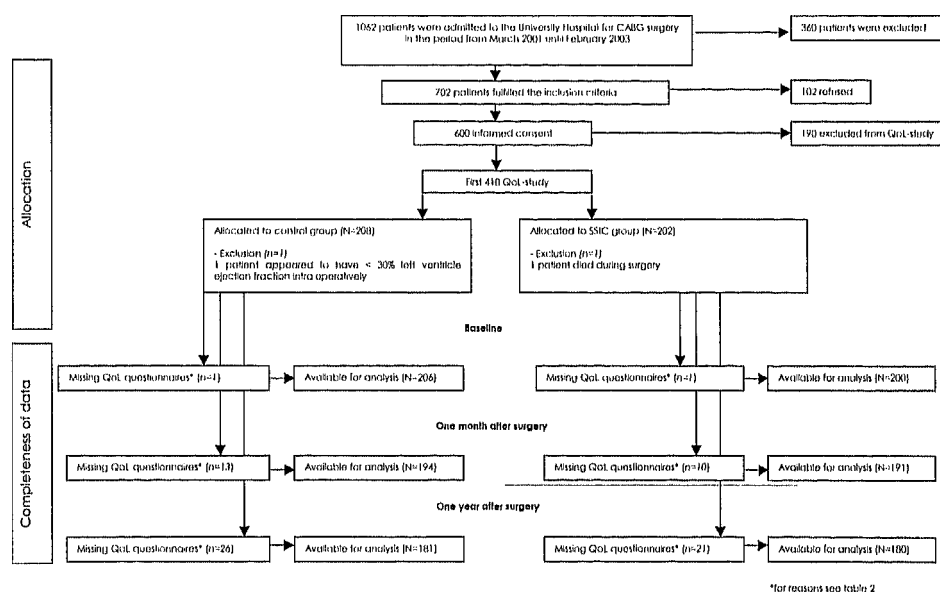 1062 patients were admitted to the University Hospital for CABG surgery
in the period from March 2001 until February 2003
360 patients were excluded
702 patients fulfilled the inclusion criteria
102 refused
600 informed consent
190 excluded from QoL-study
First 410 QoL-study
Allocation
Allocated to control group (N=208)
- Exclusion (n=1)
1 patient appeared to have < 30% left ventricle
ejection fraction intra operatively
Allocated to SSIC group (N=202)
- Exclusion (n=1)
1 patient died during surgery
Baseline
Completeness of data
Missing QoL questionnaires* (n=1)
Available for analysis (N=206)
Missing QoL questionnaires* (n=1)
Available for analysis (N=200)
One month after surgery
Missing QoL questionnaires* (n=13)
Available for analysis (N=194)
Missing QoL questionnaires* (n=10)
Available for analysis (N=191)
One year after surgery
Missing QoL questionnaires* (n=26)
Available for analysis (N=181)
Missing QoL questionnaires* (n=21)
Available for analysis (N=180)
*for reasons see table 2